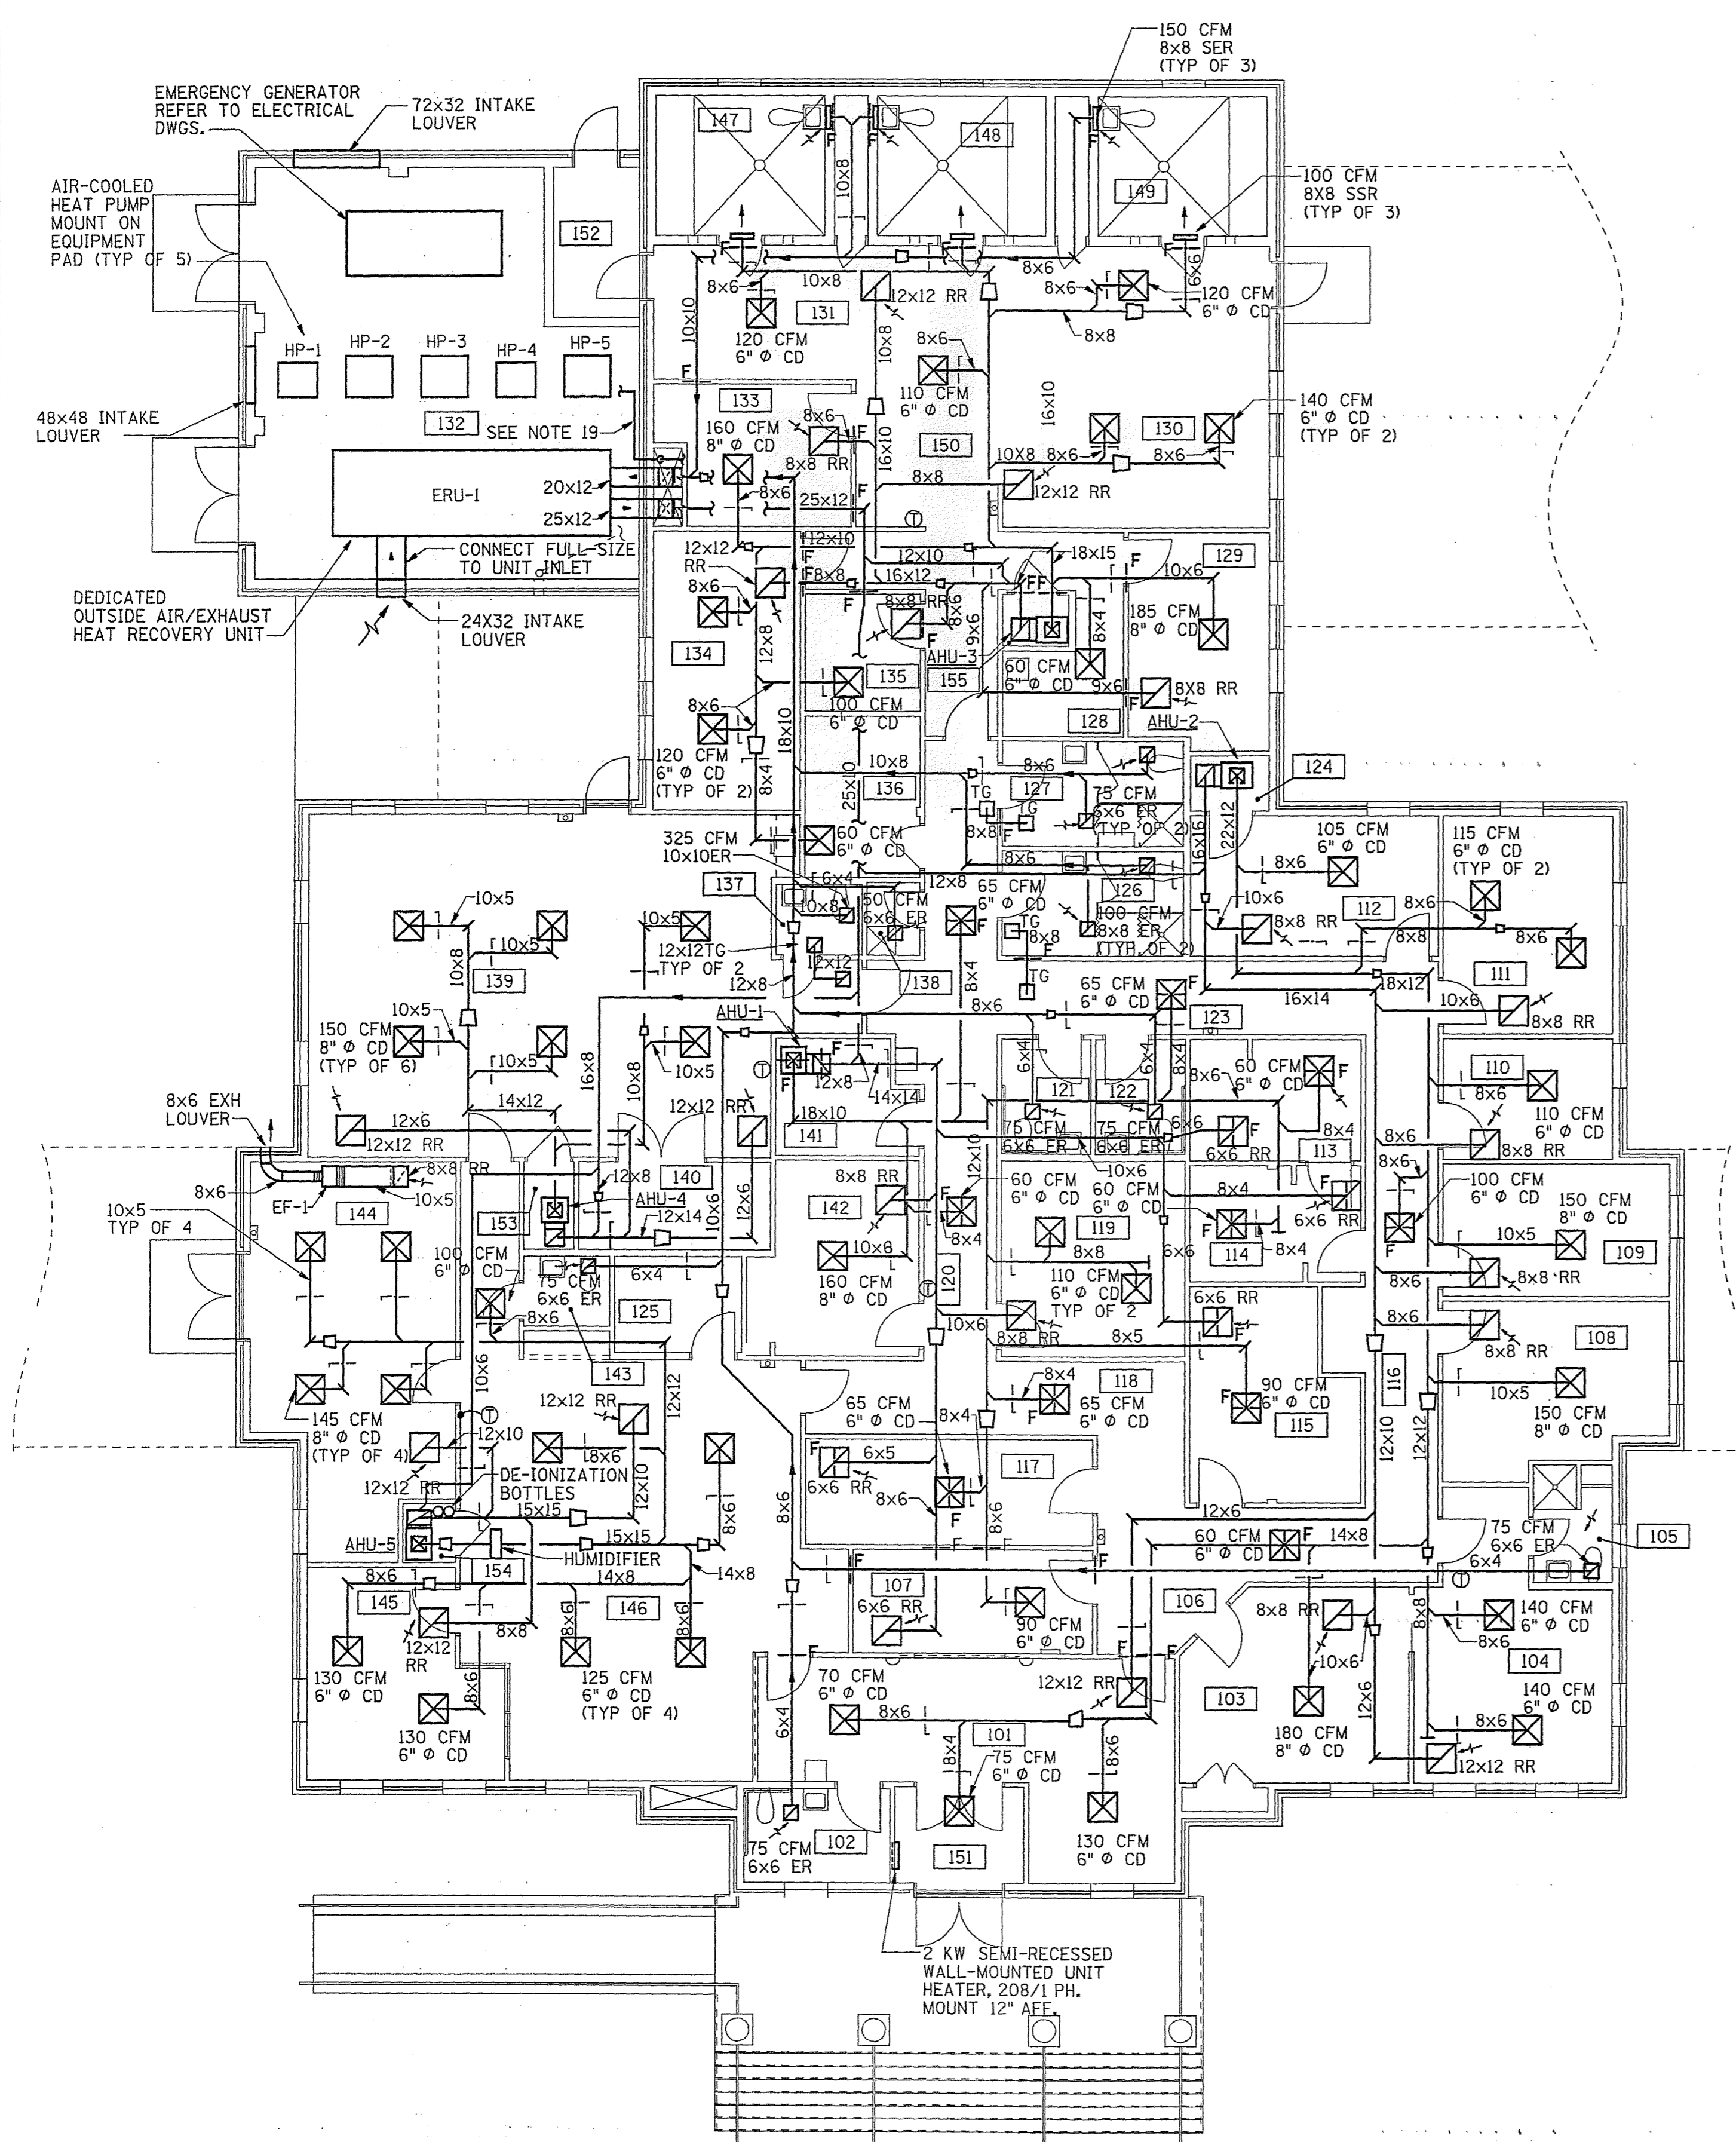 150 CFM
8x8 SER
(TYP OF 3)
EMERGENCY GENERATOR
REFER TO ELECTRICAL
DWGS.
72x32 INTAKE
LOUVER
147
148
149
10x8
100 CFM
8X8 SSR
(TYP OF 3)
AIR-COOLED
HEAT PUMP
MOUNT ON
EQUIPMENT
PAD (TYP OF 5)
152
F
F
F
F
F
F
8x6
6x6
8x6
10x8
12x12 RR
8x6
120 CFM
6" Ø CD
131
120 CFM
6" Ø CD
10x10
10x8
8x8
8x6
HP-1
HP-2
HP-3
HP-4
HP-5
48x48 INTAKE
LOUVER
132
SEE NOTE 19
F
133
110 CFM
6" Ø CD
16x10
140 CFM
6" Ø CD
(TYP OF 2)
130
150
160 CFM
8" Ø CD
8x6
F
8x8 RR
16x10
10X8
8x6
8x6
ERU-1
20x12
25x12
8x6
25x12
8x8
12x12 RR
T
CONNECT FULL-SIZE
TO UNIT INLET
12x12
RR
12x10
12x10
18x15
129
DEDICATED
OUTSIDE AIR/EXHAUST
HEAT RECOVERY UNIT
24X32 INTAKE
LOUVER
8x6
F
F
8x8
F
16x12
FF
F
10x6
8x8 RR
F
8x6
9x6
8x4
185 CFM
8" Ø CD
134
12x8
AHU-3
135
155
60 CFM
6" Ø CD
9x6
F
8X8 RR
8x6
100 CFM
6" Ø CD
128
AHU-2
120 CFM
6" Ø CD
(TYP OF 2)
18x10
8x4
25x10
10x8
8x6
136
TG
127
TG
75 CFM
6x6 ER
(TYP OF 2)
124
16x16
22x12
325 CFM
10x10ER
60 CFM
6" Ø CD
8x8
8x6
105 CFM
6" Ø CD
115 CFM
6" Ø CD
(TYP OF 2)
8x6
137
6x4
10x8
50 CFM
6x6 ER
12x8
65 CFM
6" Ø CD
126
10x6
112
8x6
10x5
10x5
F
TG
8x8
100 CFM
8x8 ER
(TYP OF 2)
8x8 RR
8x8
8x6
10x5
12x12TG
TYP OF 2
12x12
F
10x8
139
12x8
138
8x4
TG
111
65 CFM
6" Ø CD
F
18x12
16x14
10x6
8x8 RR
10x5
150 CFM
8" Ø CD
(TYP OF 6)
AHU-1
8x6
123
10x5
T
F
F
12x8
14x14
16x8
10x8
10x5
6x4
6x4
8x4
60 CFM
6" Ø CD
F
110
8x6
121
122
8x6
110 CFM
6" Ø CD
8x6 EXH
LOUVER
14x12
12x12 RR
18x10
12x6
12x12 RR
141
75 CFM
6x6 ER
75 CFM
6x6 ER
6x6
F
6x6 RR
8x4
113
8x6
8x8 RR
8x8 RR
12x8
140
12x10
10x6
8x6
8x6
EF-1
10x5
144
153
AHU-4
10x6
12x6
8x8 RR
60 CFM
6" Ø CD
60 CFM
6" Ø CD
8x4
F
6x6 RR
100 CFM
6" Ø CD
F
150 CFM
8" Ø CD
10x5
TYP OF 4
12x14
142
F
8x4
119
F
114
8x4
10x5
109
100 CFM
6" Ø CD
75 CFM
6x6 ER
6x4
10x6
8x8
6x6
8x6
8x8 RR
120
T
125
160 CFM
8" Ø CD
110 CFM
6" Ø CD
TYP OF 2
6x6 RR
F
8x6
10x6
8x8 RR
8x5
8x6
8x8 RR
108
143
10x6
12x12 RR
12x12
8x4
F
118
116
10x5
145 CFM
8" Ø CD
(TYP OF 4)
T
12x10
65 CFM
6" Ø CD
8x4
65 CFM
6" Ø CD
F
90 CFM
6" Ø CD
115
12x10
12x12
150 CFM
8" Ø CD
12x12 RR
8x6
DE-IONIZATION
BOTTLES
12x10
F
6x5
6x6 RR
117
15x15
8x6
8x6
8x6
F
8x6
12x6
AHU-5
15x15
HUMIDIFIER
60 CFM
6" Ø CD
F
14x8
75 CFM
6x6 ER
105
154
14x8
14x8
F
F
6x4
T
8x6
145
146
107
6x6 RR
106
8x8 RR
8x8
12x12
RR
8x8
8x6
8x6
90 CFM
6" Ø CD
10x6
140 CFM
6" Ø CD
8x6
104
130 CFM
6" Ø CD
8x6
125 CFM
6" Ø CD
(TYP OF 4)
F
F
F
70 CFM
6" Ø CD
12x12 RR
103
12x6
140 CFM
6" Ø CD
8x6
130 CFM
6" Ø CD
6x4
8x6
101
8x4
75 CFM
6" Ø CD
8x6
180 CFM
8" Ø CD
12x12 RR
75 CFM
6x6 ER
102
151
130 CFM
6" Ø CD
2 KW SEMI-RECESSED
WALL-MOUNTED UNIT
HEATER, 208/1 PH.
MOUNT 12" AFF.